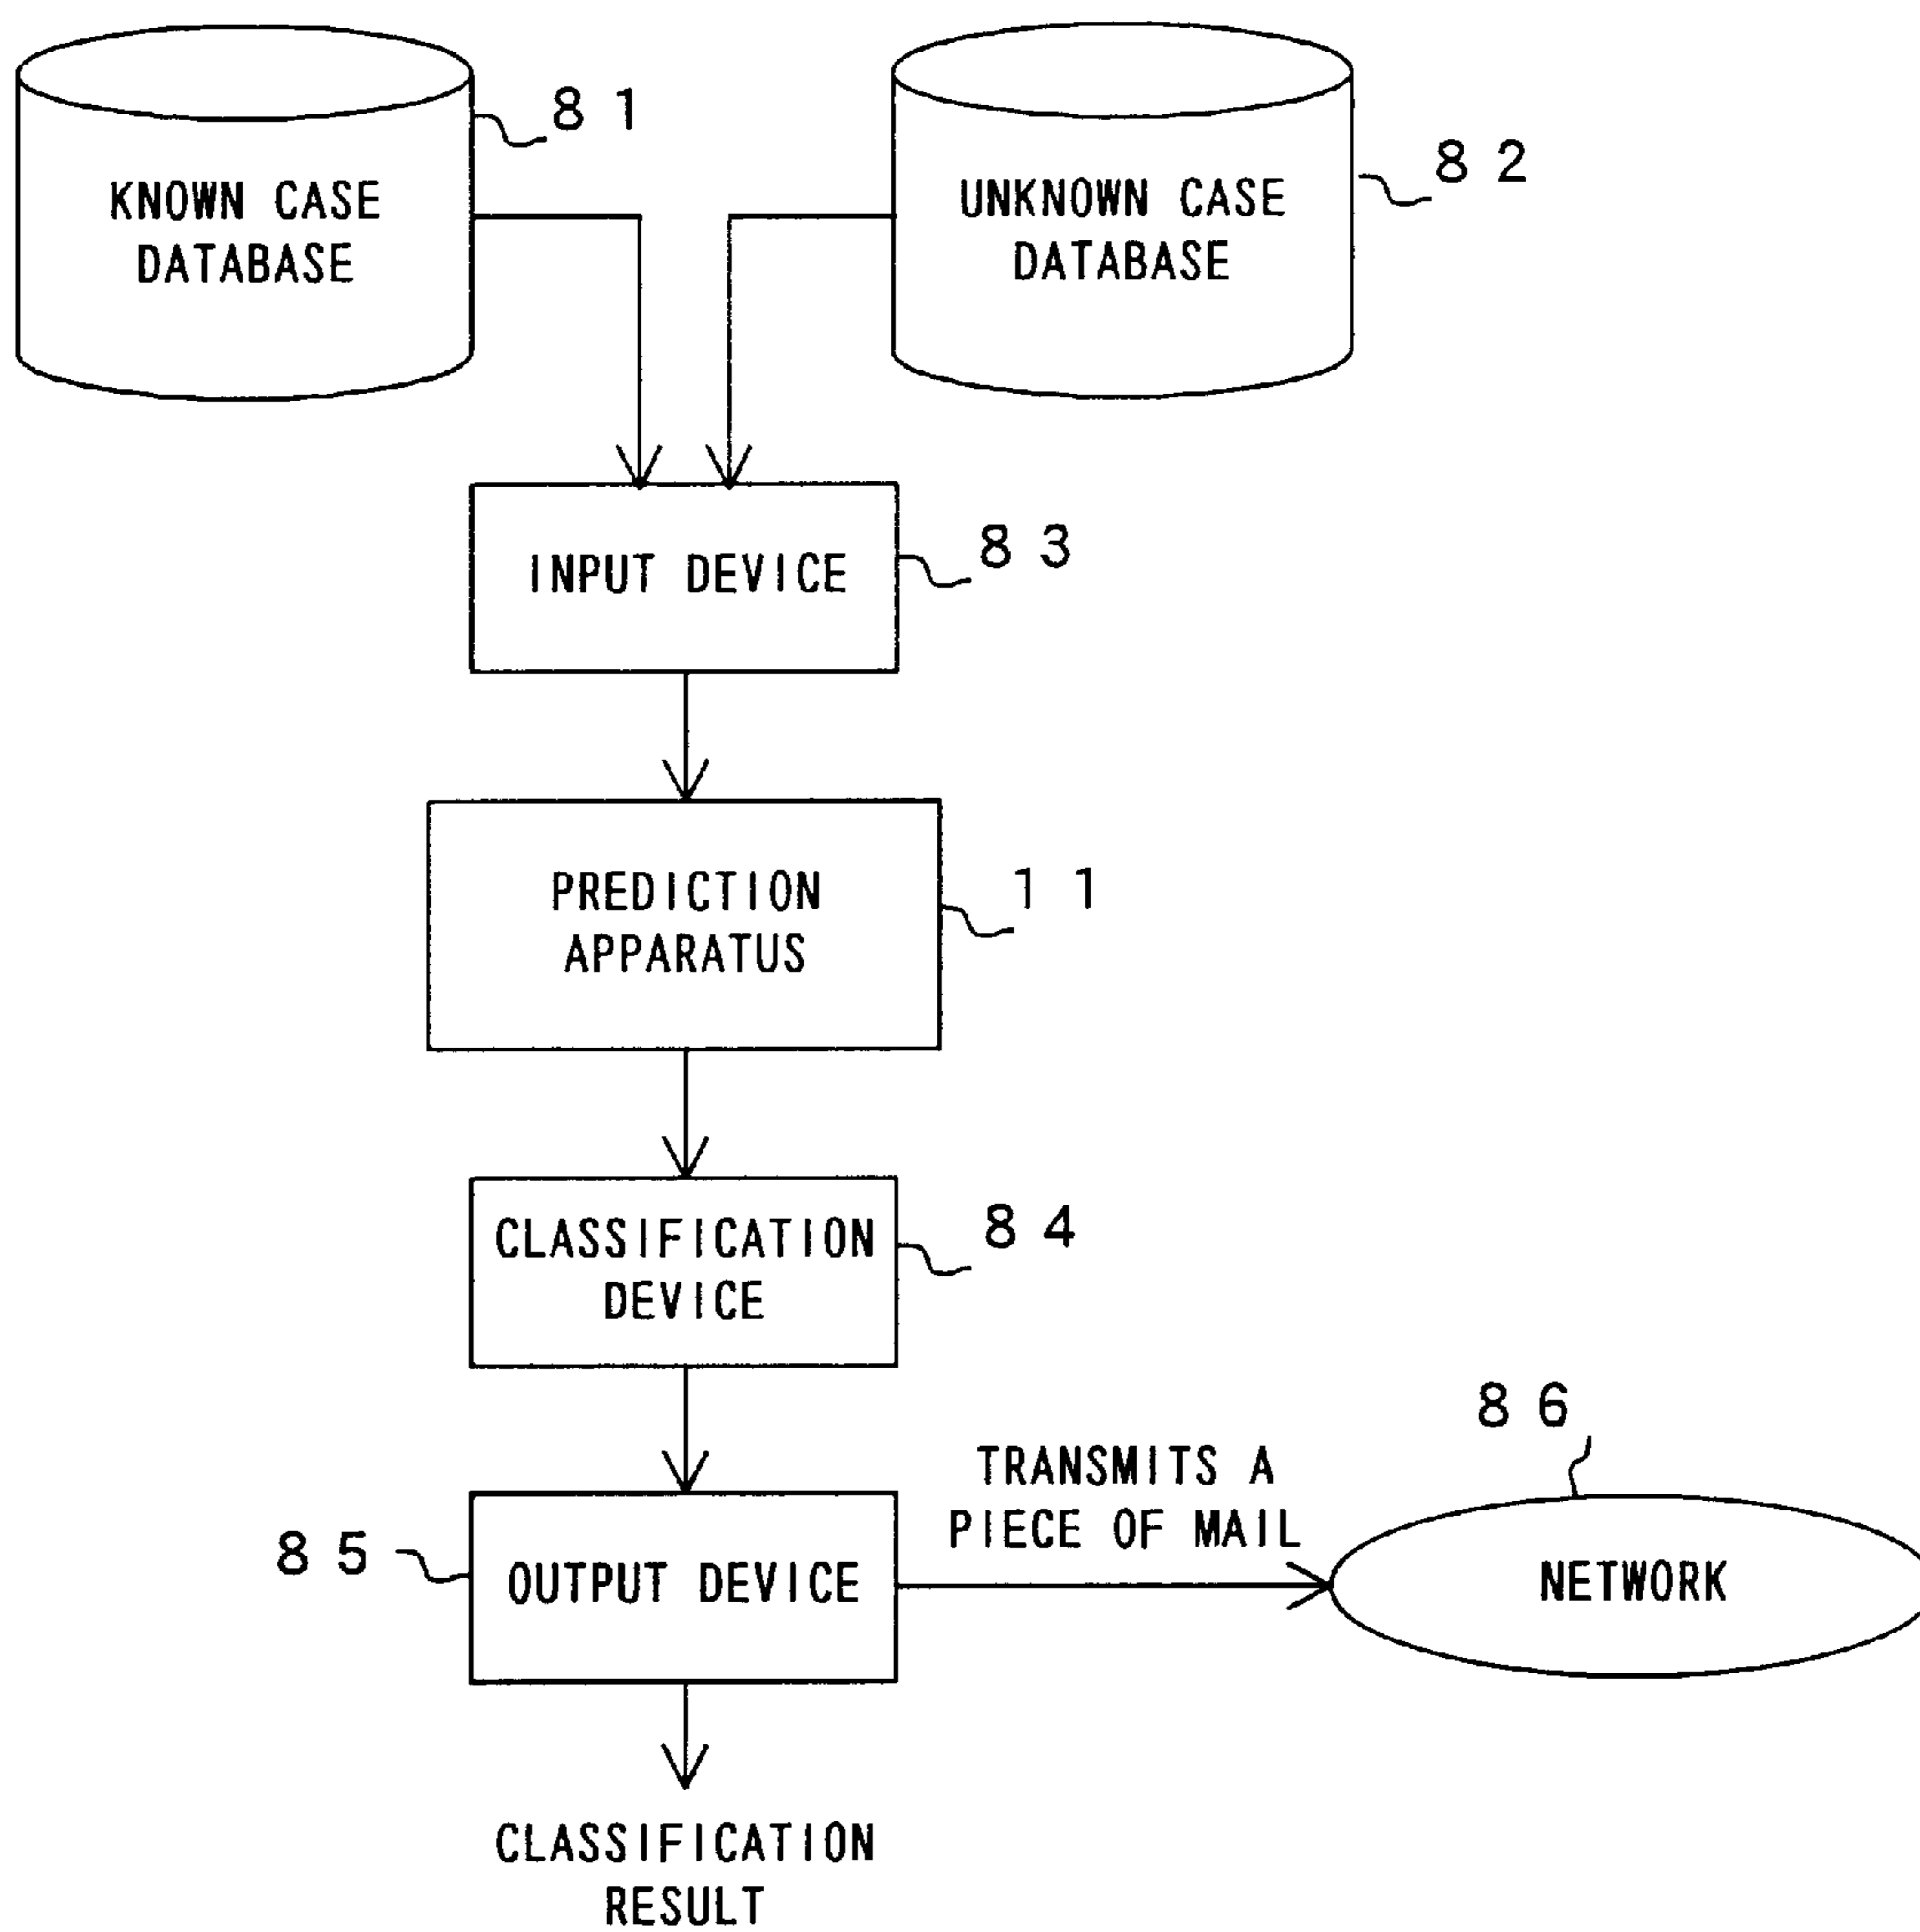 8 1
KNOWN CASE
DATABASE
8 2
UNKNOWN CASE
DATABASE
8 3
INPUT DEVICE
1 1
PREDICTION
APPARATUS
8 4
CLASSIFICATION
DEVICE
8 6
TRANSMITS A
PIECE OF MAIL
8 5
OUTPUT DEVICE
NETWORK
CLASSIFICATION
RESULT